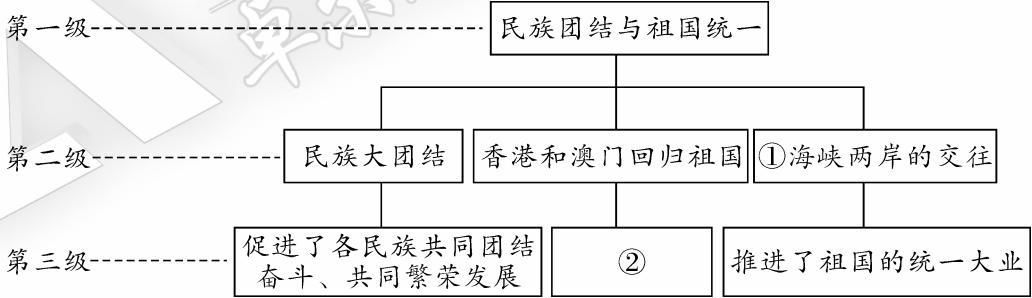 第一级
民族团结与祖国统一
第二级
民族大团结
香港和澳门回归祖国
①海峡两岸的交往
第三级
促进了各民族共同团结
奋斗、共同繁荣发展
②
推进了祖国的统一大业